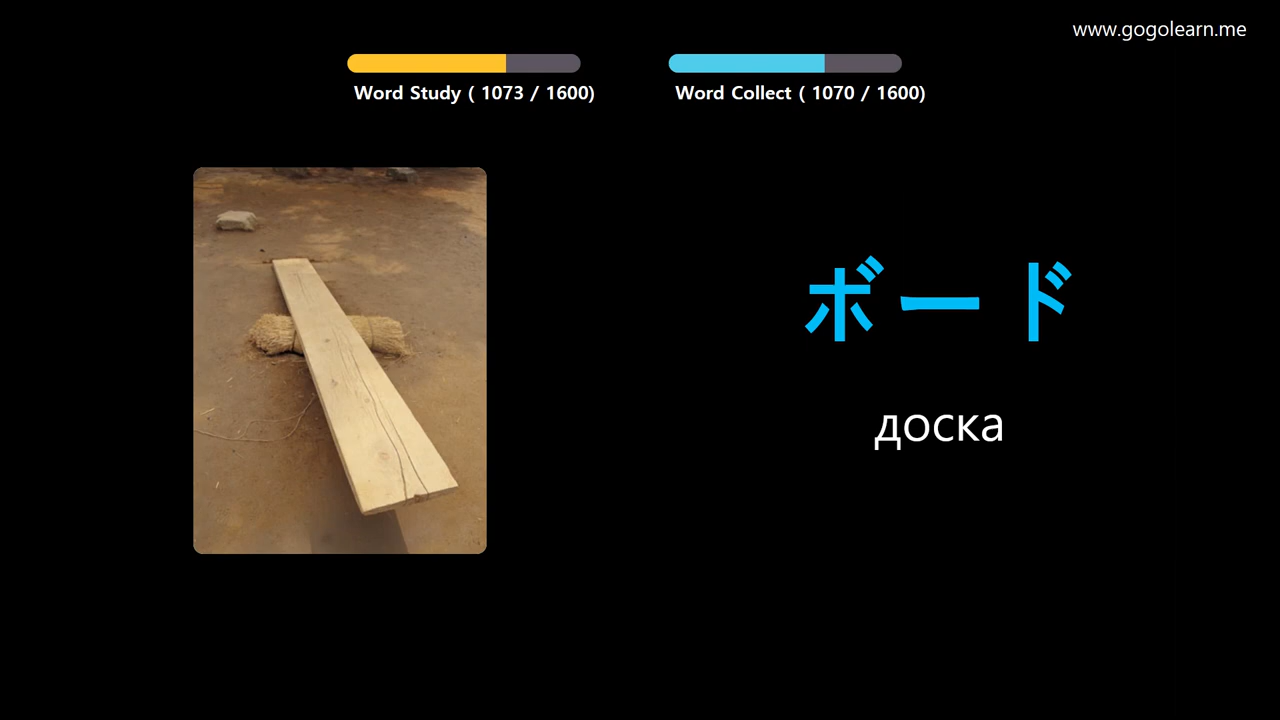 www.gogolearn.me
Word Study ( 1073 / 1600)
Word Collect ( 1070 / 1600)
ボード
доска